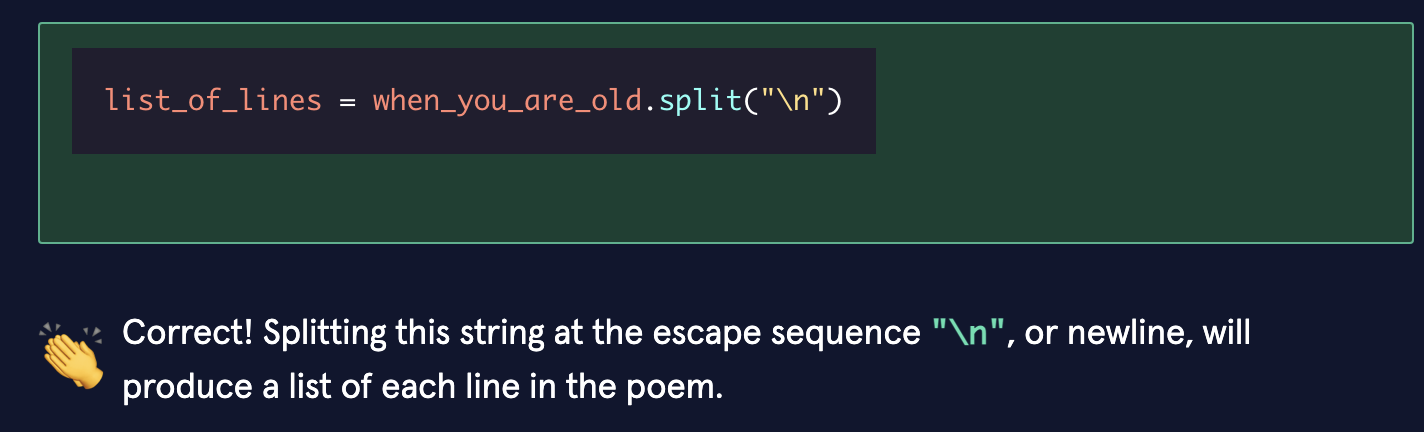 list_of_lines = when_you_are_old.split("\n")
Correct! Splitting this string at the escape sequence "\n", or newline, will
produce a list of each line in the poem.